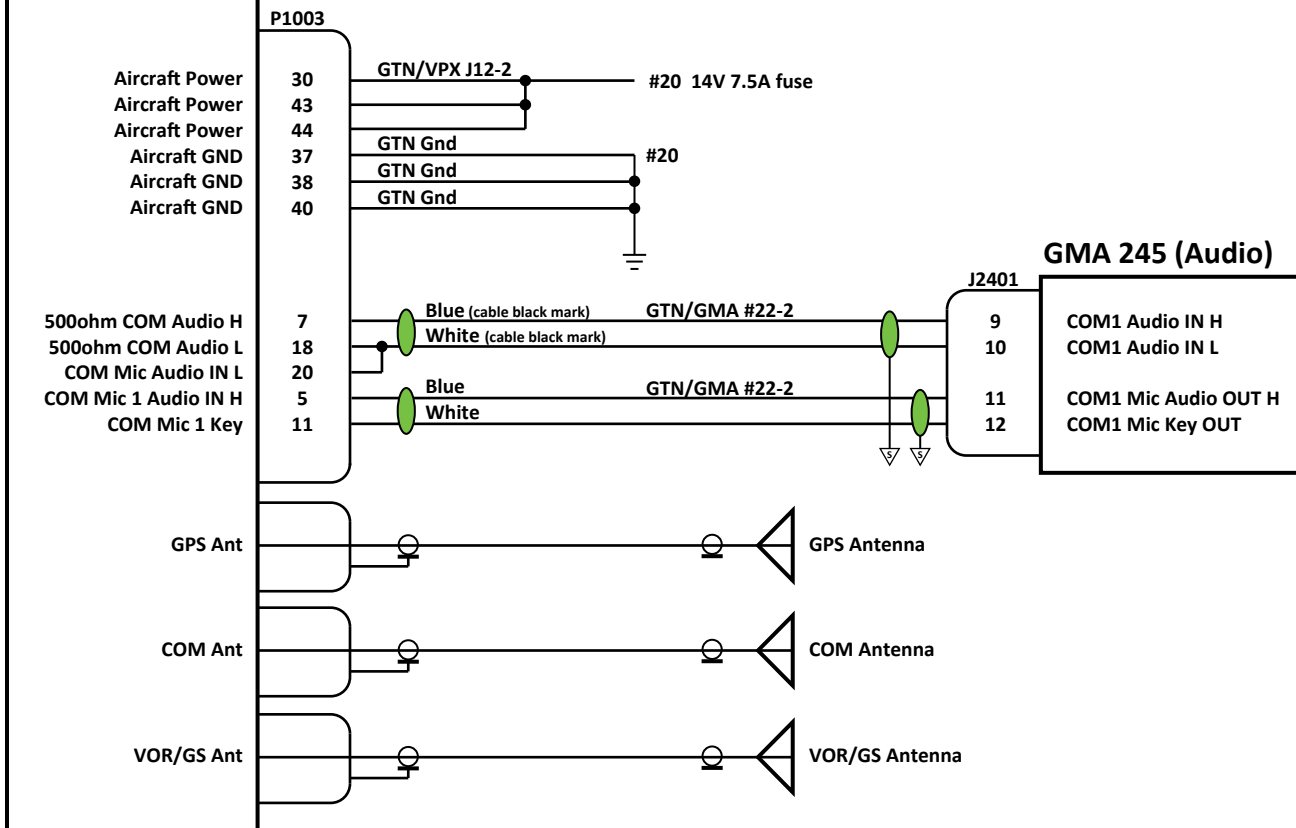 P1003
Aircraft Power 30 GTN/VPX J12-2 #20 14V 7.5A fuse
Aircraft Power 43
Aircraft Power 44
Aircraft GND 37 GTN Gnd #20
Aircraft GND 38 GTN Gnd
Aircraft GND 40 GTN Gnd
GMA 245 (Audio)
J2401
500ohm COM Audio H 7 Blue (cable black mark) GTN/GMA #22-2 9 COM1 Audio IN H
500ohm COM Audio L 18 White (cable black mark) 10 COM1 Audio IN L
COM Mic Audio IN L 20
COM Mic 1 Audio IN H 5 Blue GTN/GMA #22-2 11 COM1 Mic Audio OUT H
COM Mic 1 Key 11 White 12 COM1 Mic Key OUT
S S
GPS Ant GPS Antenna
COM Ant COM Antenna
VOR/GS Ant VOR/GS Antenna